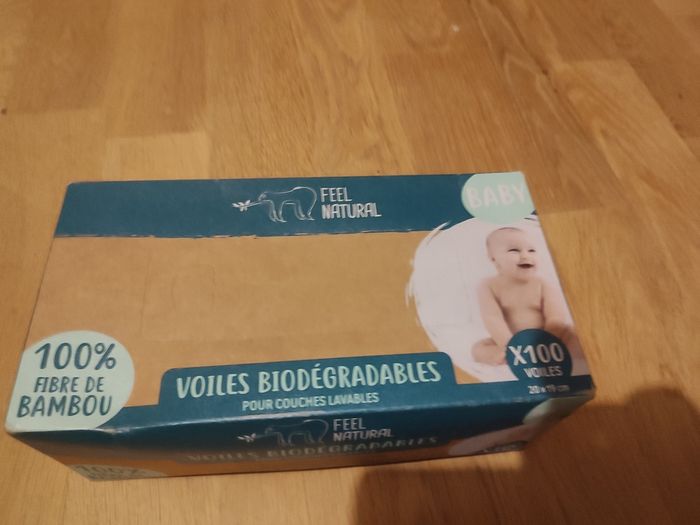 FEEL
NATURAL
BABY
100%
FIBRE DE
BAMBOU
VOILES BIODÉGRADABLES
POUR COUCHES LAVABLES
X100
VOILES
20 x 19 cm
FEEL
NATURAL
VOILES BIODÉGRADABLES
100%